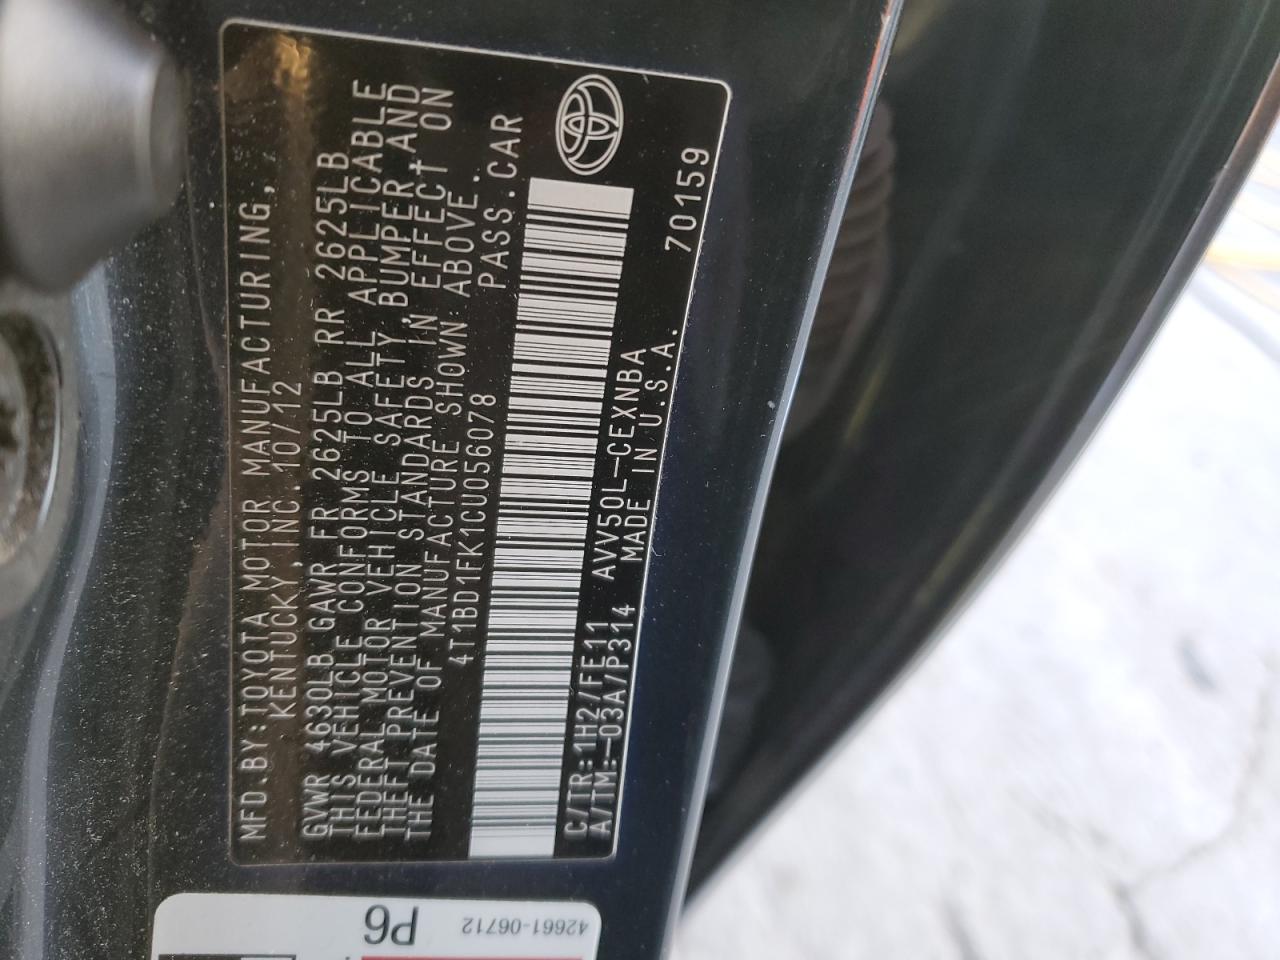 MFD.BY:TOYOTA MOTOR MANUFACTURING,
KENTUCKY,INC.10/12
GVWR 4630LB GAWR FR 2625LB RR 2625LB
THIS VEHICLE CONFORMS TO ALL APPLICABLE
FEDERAL MOTOR VEHICLE SAFETY,BUMPER,AND
THEFT PREVENTION STANDARDS IN EFFECT ON
THE DATE OF MANUFACTURE SHOWN ABOVE.
4T1BD1FK1CU056078 PASS.CAR
C/TR:1H2/FE11 AVV50L-CEXNBA
A/TM:-03A/P314 MADE IN U.S.A. 70159
P6
42661-06712